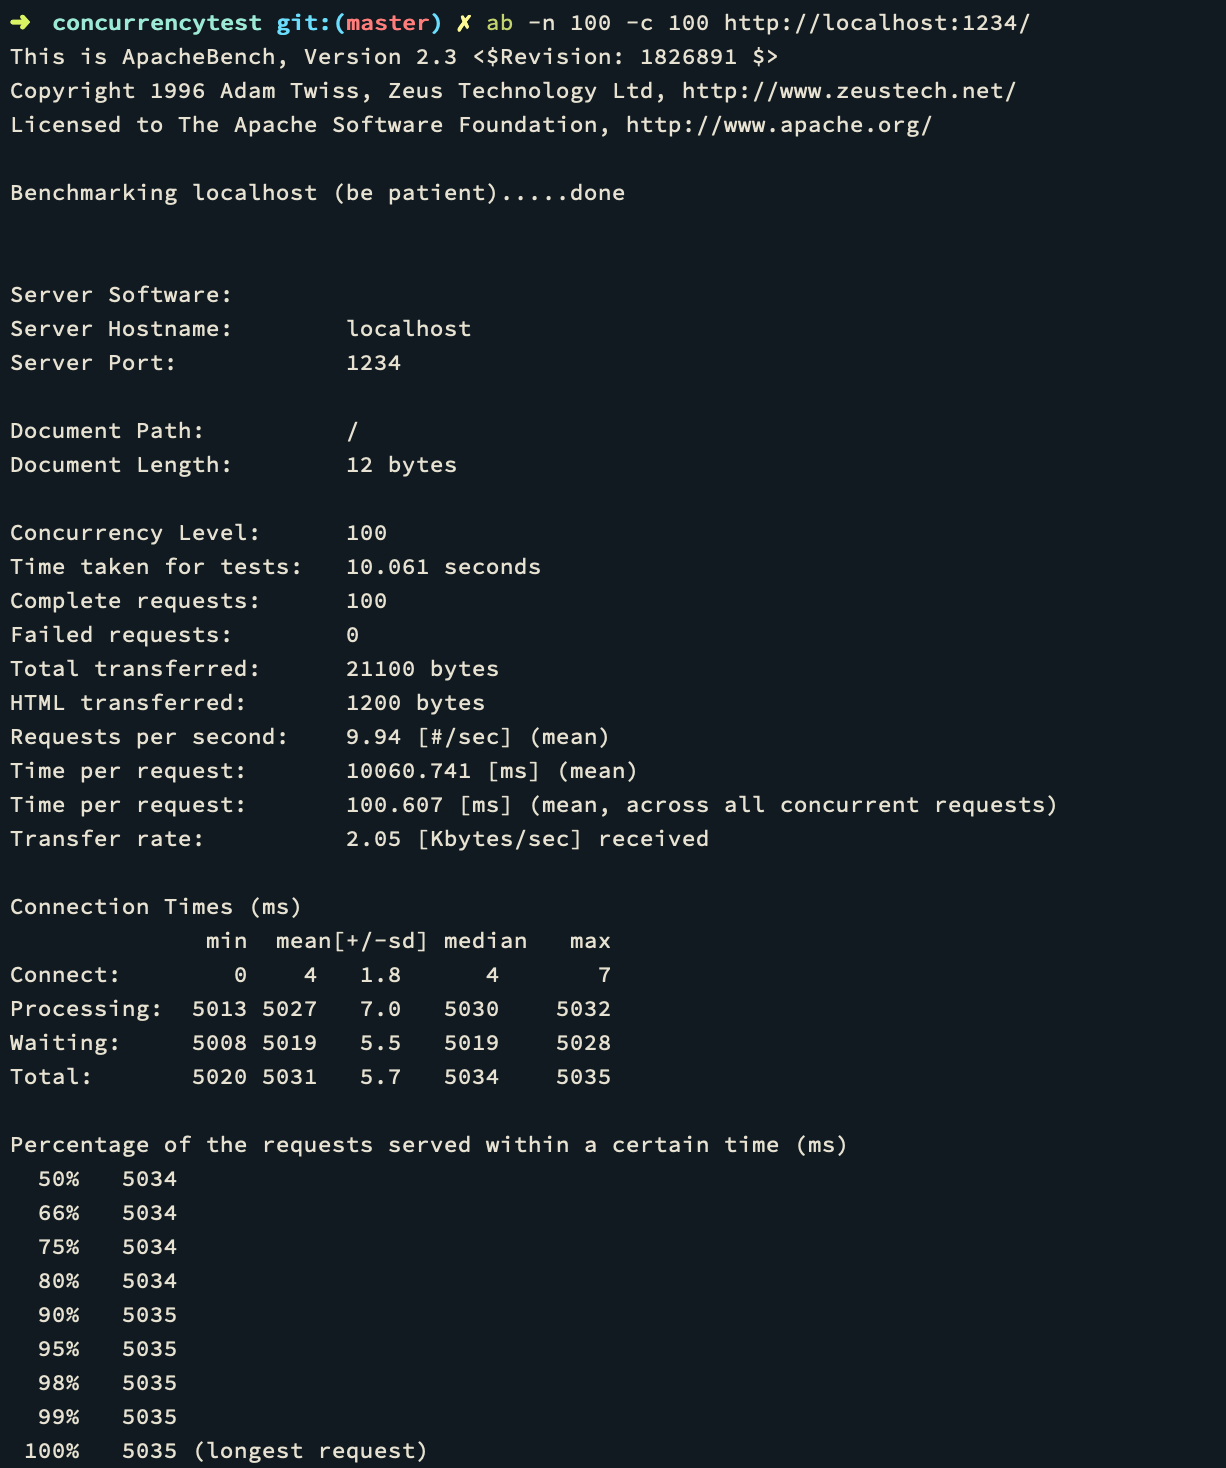 ➜  concurrencytest git:(master) ✗ ab -n 100 -c 100 http://localhost:1234/
This is ApacheBench, Version 2.3 <$Revision: 1826891 $>
Copyright 1996 Adam Twiss, Zeus Technology Ltd, http://www.zeustech.net/
Licensed to The Apache Software Foundation, http://www.apache.org/

Benchmarking localhost (be patient).....done


Server Software:
Server Hostname:        localhost
Server Port:            1234

Document Path:          /
Document Length:        12 bytes

Concurrency Level:      100
Time taken for tests:   10.061 seconds
Complete requests:      100
Failed requests:        0
Total transferred:      21100 bytes
HTML transferred:       1200 bytes
Requests per second:    9.94 [#/sec] (mean)
Time per request:       10060.741 [ms] (mean)
Time per request:       100.607 [ms] (mean, across all concurrent requests)
Transfer rate:          2.05 [Kbytes/sec] received

Connection Times (ms)
              min  mean[+/-sd] median   max
Connect:        0    4   1.8      4       7
Processing:  5013 5027   7.0   5030    5032
Waiting:     5008 5019   5.5   5019    5028
Total:       5020 5031   5.7   5034    5035

Percentage of the requests served within a certain time (ms)
  50%   5034
  66%   5034
  75%   5034
  80%   5034
  90%   5035
  95%   5035
  98%   5035
  99%   5035
 100%   5035 (longest request)